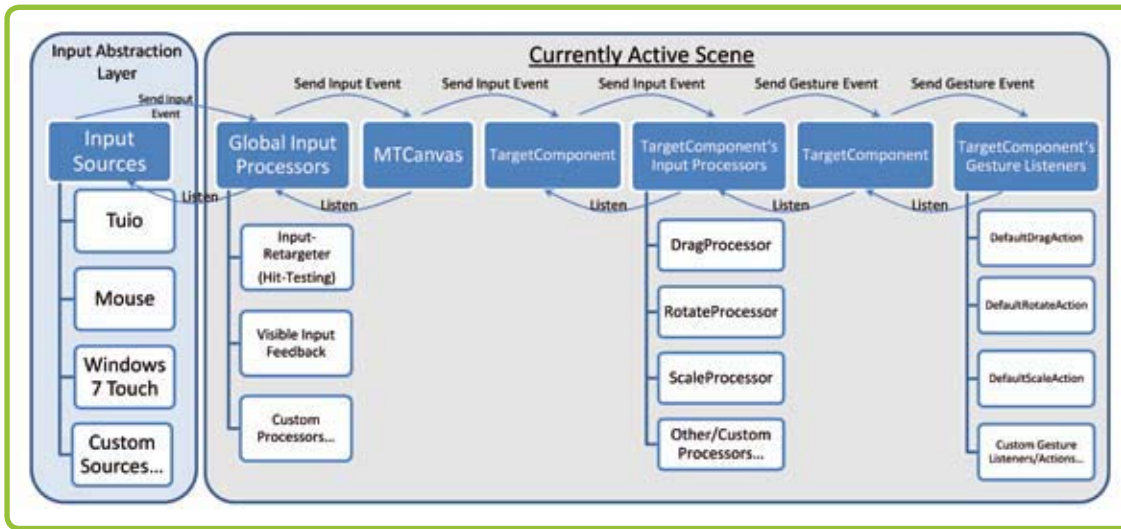 Input Abstraction
Layer
Currently Active Scene
Send Input
Event
Send Input Event
Send Input Event
Send Input Event
Send Gesture Event
Send Gesture Event
Input
Sources
Global Input
Processors
MTCanvas
TargetComponent
TargetComponent's
Input Processors
TargetComponent
TargetComponent's
Gesture Listeners
Listen
Listen
Listen
Listen
Listen
Tuio
Mouse
Windows
7 Touch
Custom
Sources...
Input-
Retargeter
(Hit-Testing)
Visible Input
Feedback
Custom
Processors...
DragProcessor
RotateProcessor
ScaleProcessor
Other/Custom
Processors...
DefaultDragAction
DefaultRotateAction
DefaultScaleAction
Custom Gesture
Listeners/Actions...